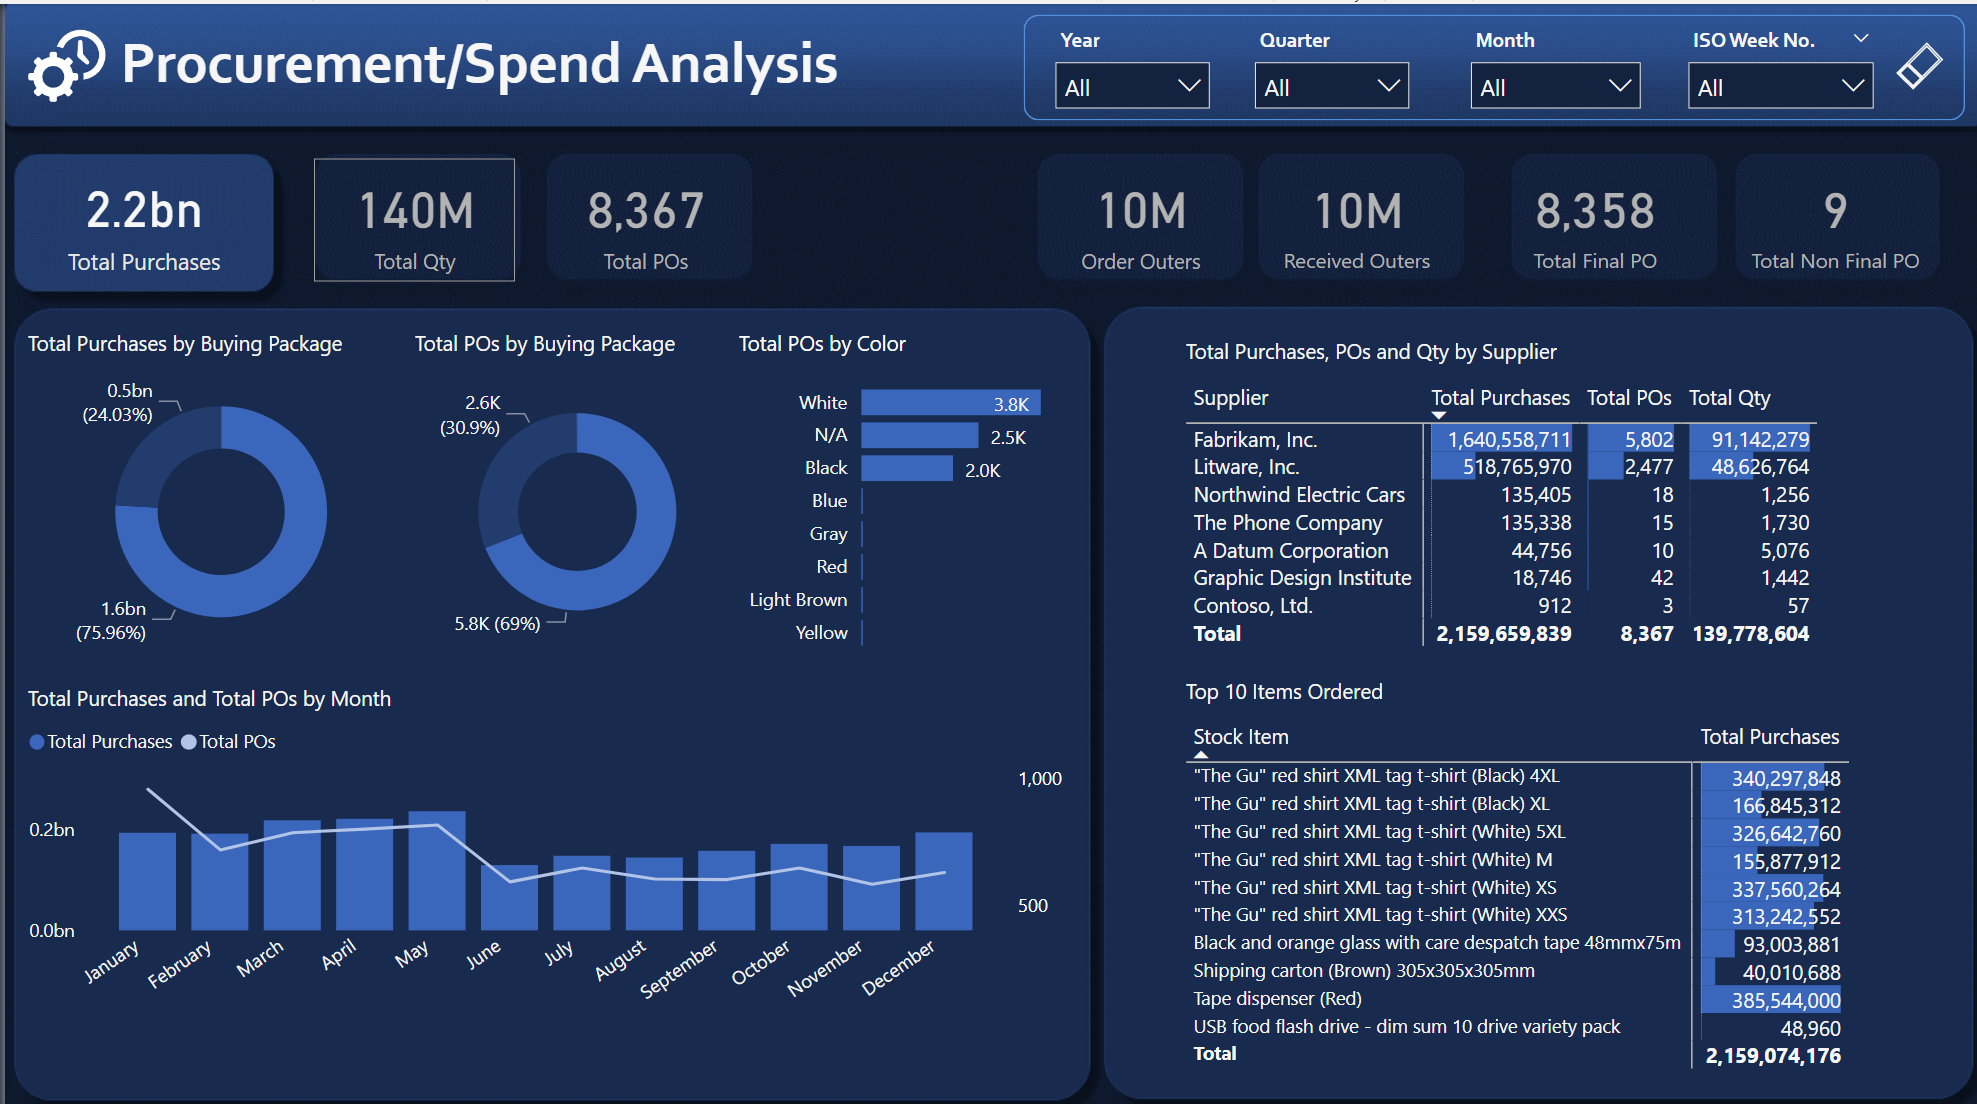 Procurement/Spend Analysis
Year
Quarter
Month
ISO Week No.
All
All
All
All
2.2bn
Total Purchases
140M
Total Qty
8,367
Total POs
10M
Order Outers
10M
Received Outers
8,358
Total Final PO
9
Total Non Final PO
Total Purchases by Buying Package
0.5bn
(24.03%)
1.6bn
(75.96%)
Total POs by Buying Package
2.6K
(30.9%)
5.8K (69%)
Total POs by Color
White 3.8K
N/A 2.5K
Black 2.0K
Blue
Gray
Red
Light Brown
Yellow
Total Purchases and Total POs by Month
Total Purchases Total POs
1,000
0.2bn
500
0.0bn
January February March April May June July August September October November December
Total Purchases, POs and Qty by Supplier
Supplier Total Purchases Total POs Total Qty
Fabrikam, Inc. 1,640,558,711 5,802 91,142,279
Litware, Inc. 518,765,970 2,477 48,626,764
Northwind Electric Cars 135,405 18 1,256
The Phone Company 135,338 15 1,730
A Datum Corporation 44,756 10 5,076
Graphic Design Institute 18,746 42 1,442
Contoso, Ltd. 912 3 57
Total 2,159,659,839 8,367 139,778,604
Top 10 Items Ordered
Stock Item Total Purchases
"The Gu" red shirt XML tag t-shirt (Black) 4XL 340,297,848
"The Gu" red shirt XML tag t-shirt (Black) XL 166,845,312
"The Gu" red shirt XML tag t-shirt (White) 5XL 326,642,760
"The Gu" red shirt XML tag t-shirt (White) M 155,877,912
"The Gu" red shirt XML tag t-shirt (White) XS 337,560,264
"The Gu" red shirt XML tag t-shirt (White) XXS 313,242,552
Black and orange glass with care despatch tape 48mmx75m 93,003,881
Shipping carton (Brown) 305x305x305mm 40,010,688
Tape dispenser (Red) 385,544,000
USB food flash drive - dim sum 10 drive variety pack 48,960
Total 2,159,074,176